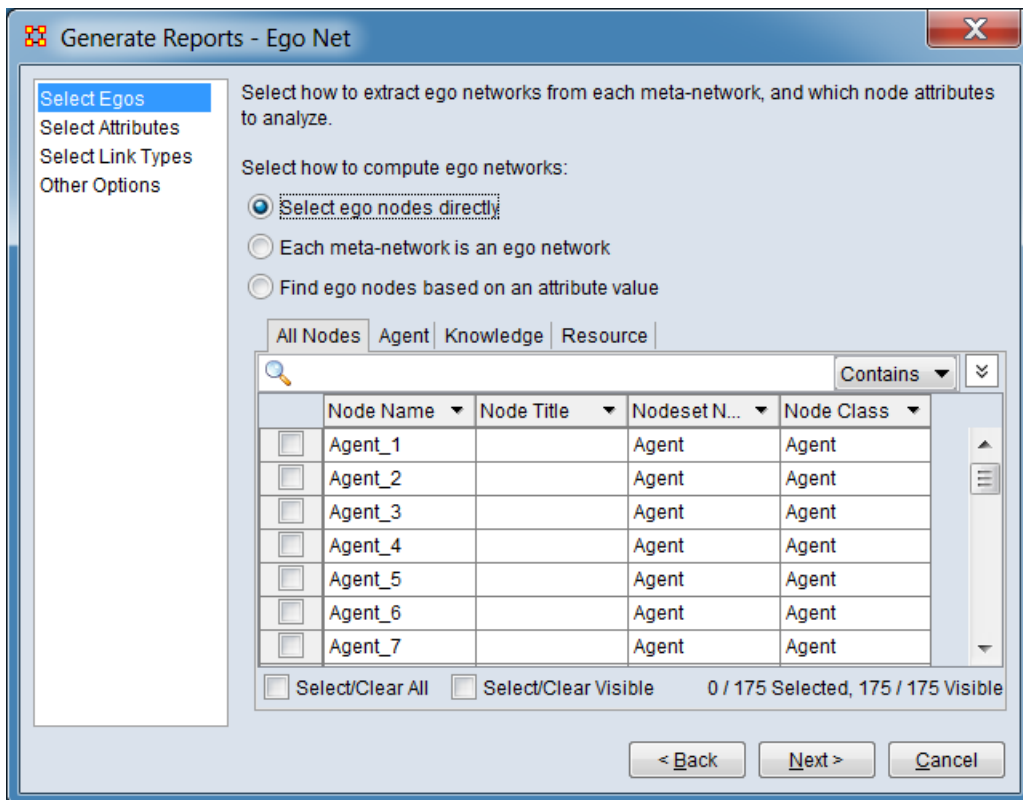 Generate Reports - Ego Net
X
Select Egos
Select Attributes
Select Link Types
Other Options
Select how to extract ego networks from each meta-network, and which node attributes
to analyze.
Select how to compute ego networks:
Select ego nodes directly
Each meta-network is an ego network
Find ego nodes based on an attribute value
All Nodes Agent Knowledge Resource
Contains
Node Name Node Title Nodeset N... Node Class
Agent_1 Agent Agent
Agent_2 Agent Agent
Agent_3 Agent Agent
Agent_4 Agent Agent
Agent_5 Agent Agent
Agent_6 Agent Agent
Agent_7 Agent Agent
Select/Clear All Select/Clear Visible 0 / 175 Selected, 175 / 175 Visible
< Back Next > Cancel